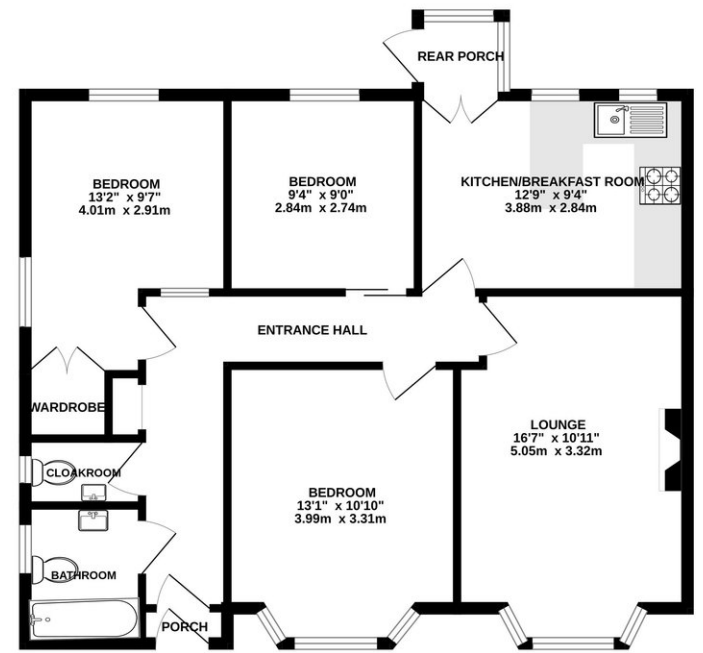 REAR PORCH
BEDROOM
13'2" x 9'7"
4.01m x 2.91m
BEDROOM
9'4" x 9'0"
2.84m x 2.74m
KITCHEN/BREAKFAST ROOM
12'9" x 9'4"
3.88m x 2.84m
ENTRANCE HALL
WARDROBE
LOUNGE
16'7" x 10'11"
5.05m x 3.32m
CLOAKROOM
BEDROOM
13'1" x 10'10"
3.99m x 3.31m
BATHROOM
PORCH